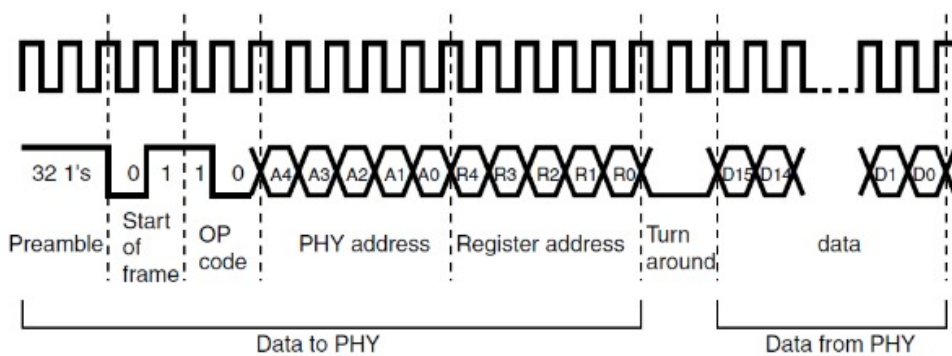 32 1's 0 1 1 0 A4 A3 A2 A1 A0 R4 R3 R2 R1 R0 D15 D14 D1 D0
Preamble
Start
of
frame
OP
code
PHY address
Register address
Turn
around
data
Data to PHY
Data from PHY